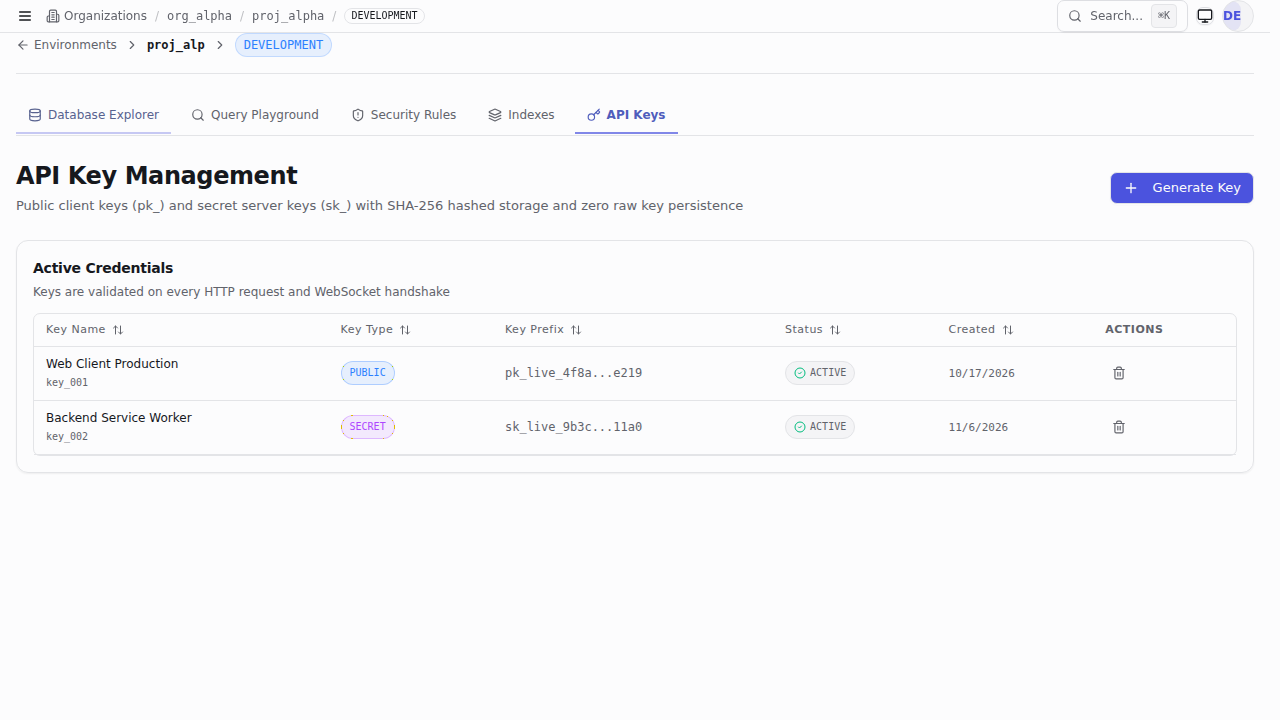 Organizations / org_alpha / proj_alpha / DEVELOPMENT Search... ⌘K DE
Environments proj_alp DEVELOPMENT
Database Explorer Query Playground Security Rules Indexes API Keys
API Key Management
Generate Key
Public client keys (pk_) and secret server keys (sk_) with SHA-256 hashed storage and zero raw key persistence
Active Credentials
Keys are validated on every HTTP request and WebSocket handshake
Key Name Key Type Key Prefix Status Created ACTIONS
Web Client Production
key_001 PUBLIC pk_live_4f8a...e219 ACTIVE 10/17/2026
Backend Service Worker
key_002 SECRET sk_live_9b3c...11a0 ACTIVE 11/6/2026